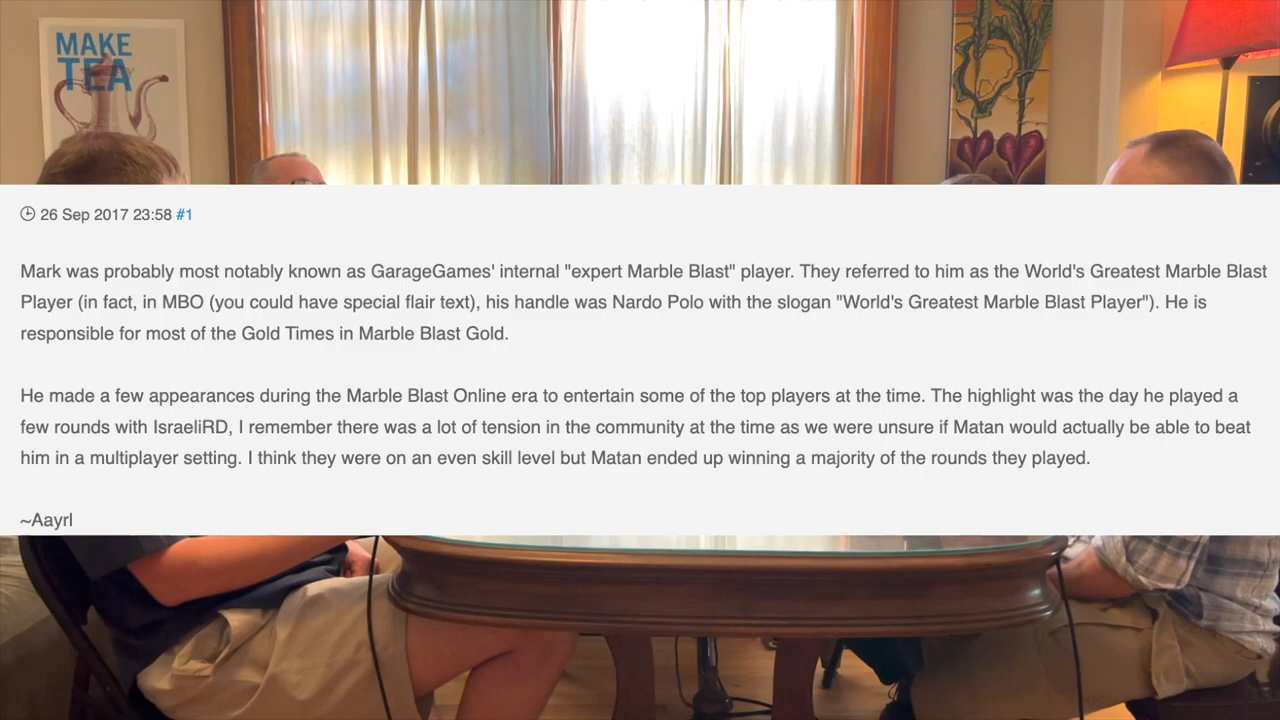 MAKE
TEA
26 Sep 2017 23:58 #1
Mark was probably most notably known as GarageGames' internal "expert Marble Blast" player. They referred to him as the World's Greatest Marble Blast
Player (in fact, in MBO (you could have special flair text), his handle was Nardo Polo with the slogan "World's Greatest Marble Blast Player"). He is
responsible for most of the Gold Times in Marble Blast Gold.
He made a few appearances during the Marble Blast Online era to entertain some of the top players at the time. The highlight was the day he played a
few rounds with IsraeliRD, I remember there was a lot of tension in the community at the time as we were unsure if Matan would actually be able to beat
him in a multiplayer setting. I think they were on an even skill level but Matan ended up winning a majority of the rounds they played.
~Aayrl